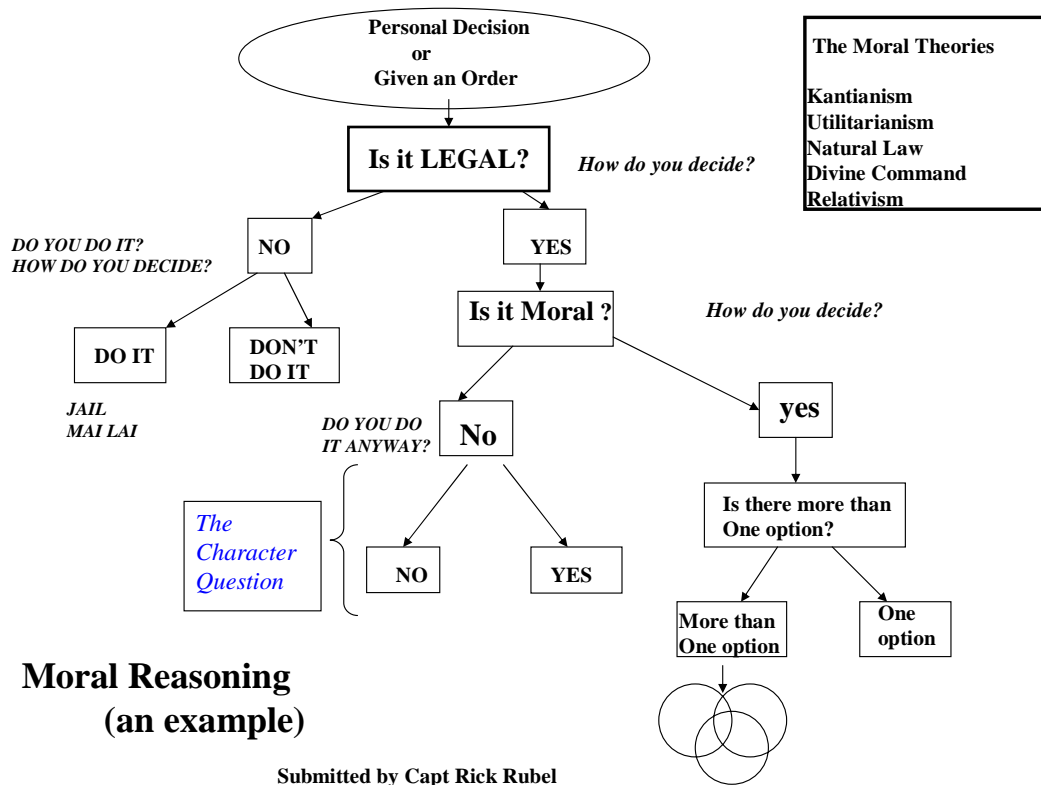 Personal Decision
or
Given an Order
The Moral Theories
Kantianism
Utilitarianism
Natural Law
Divine Command
Relativism
Is it LEGAL?
How do you decide?
DO YOU DO IT?
HOW DO YOU DECIDE?
NO
YES
Is it Moral ?
How do you decide?
DO IT
DON'T
DO IT
JAIL
MAI LAI
DO YOU DO
IT ANYWAY?
No
yes
The
Character
Question
NO
YES
Is there more than
One option?
More than
One option
One
option
Moral Reasoning
(an example)
Submitted by Capt Rick Rubel